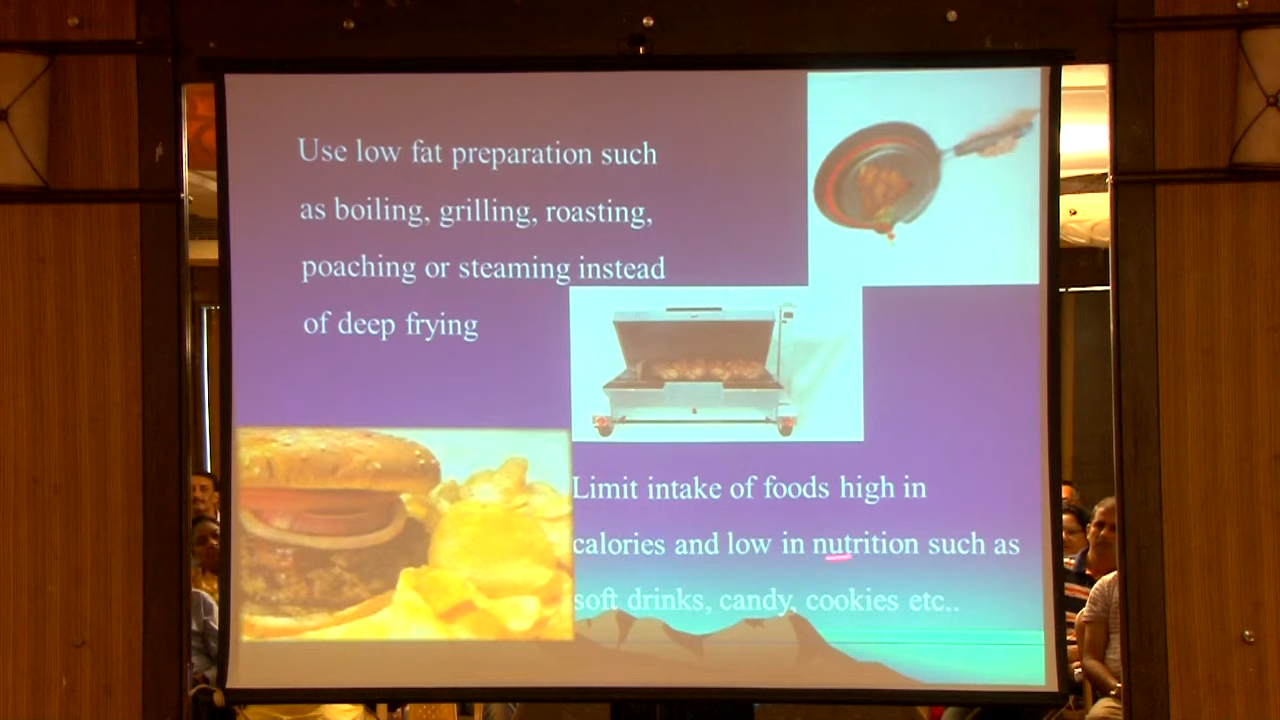 Use low fat preparation such
as boiling, grilling, roasting,
poaching or steaming instead
of deep frying
Limit intake of foods high in
calories and low in nutrition such as
soft drinks, candy, cookies etc..